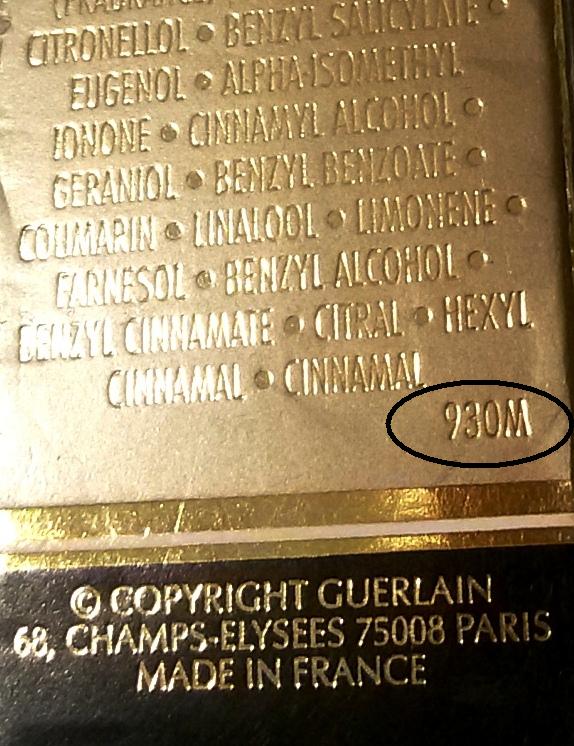 (FRAGRANCE)
CITRONELLOL • BENZYL SALICYLATE •
EUGENOL • ALPHA-ISOMETHYL
IONONE • CINNAMYL ALCOHOL •
GERANIOL • BENZYL BENZOATE •
COUMARIN • LINALOOL • LIMONENE •
FARNESOL • BENZYL ALCOHOL •
BENZYL CINNAMATE • CITRAL • HEXYL
CINNAMAL • CINNAMAL
930M
© COPYRIGHT GUERLAIN
68, CHAMPS-ELYSEES 75008 PARIS
MADE IN FRANCE